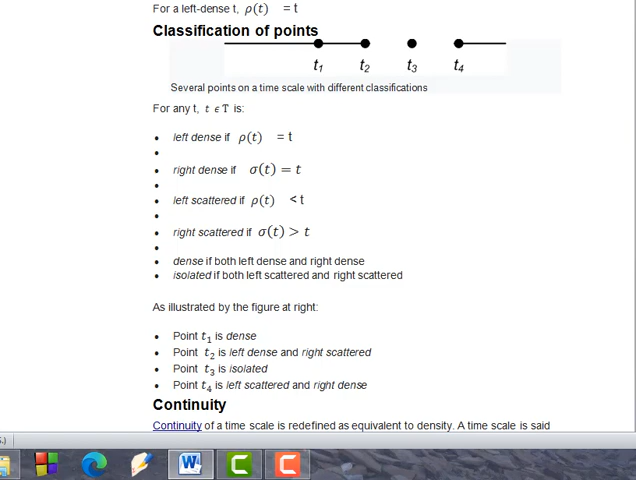 For a left-dense t, ρ(t) = t
Classification of points
t₁ t₂ t₃ t₄
Several points on a time scale with different classifications
For any t, t ϵ T is:
• left dense if ρ(t) = t
•
• right dense if σ(t) = t
•
• left scattered if ρ(t) < t
•
• right scattered if σ(t) > t
•
• dense if both left dense and right dense
• isolated if both left scattered and right scattered
As illustrated by the figure at right:
• Point t₁ is dense
• Point t₂ is left dense and right scattered
• Point t₃ is isolated
• Point t₄ is left scattered and right dense
Continuity
Continuity of a time scale is redefined as equivalent to density. A time scale is said
.)
W C C